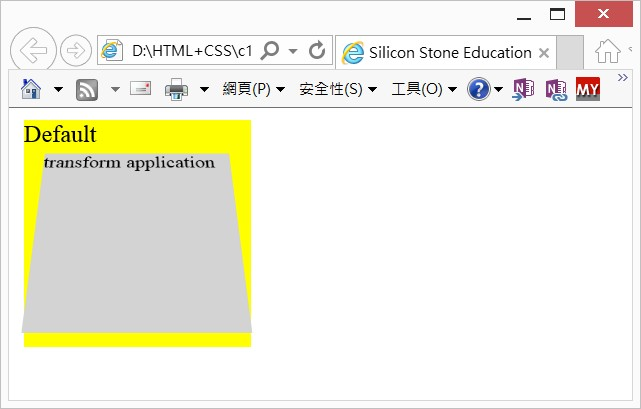 D:\HTML+CSS\c1
Silicon Stone Education
網頁(P)
安全性(S)
工具(O)
?
N
N
MY
»
Default
transform application